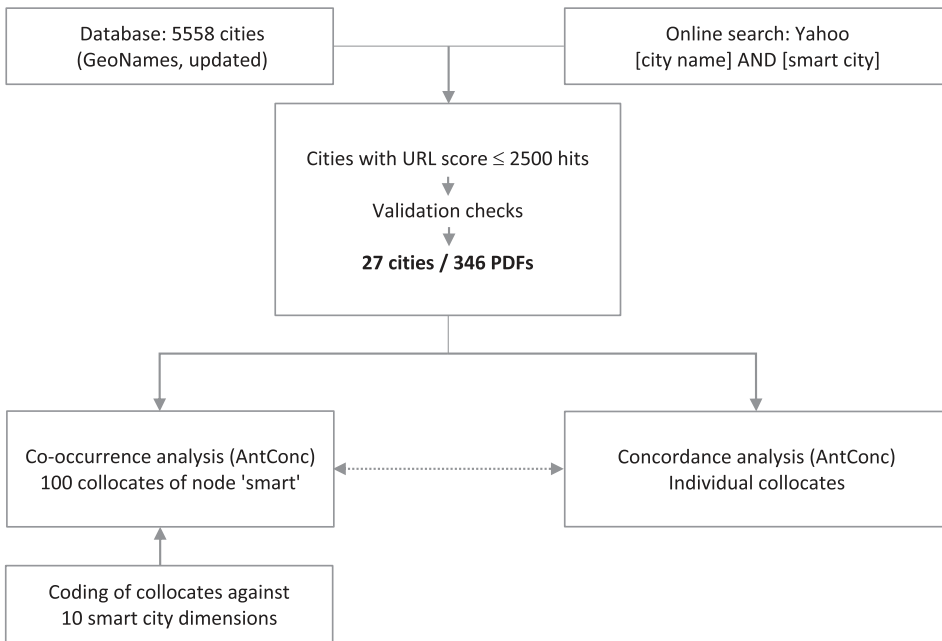 Database: 5558 cities
(GeoNames, updated)
Online search: Yahoo
[city name] AND [smart city]
Cities with URL score ≤ 2500 hits
Validation checks
27 cities / 346 PDFs
Co-occurrence analysis (AntConc)
100 collocates of node 'smart'
Concordance analysis (AntConc)
Individual collocates
Coding of collocates against
10 smart city dimensions